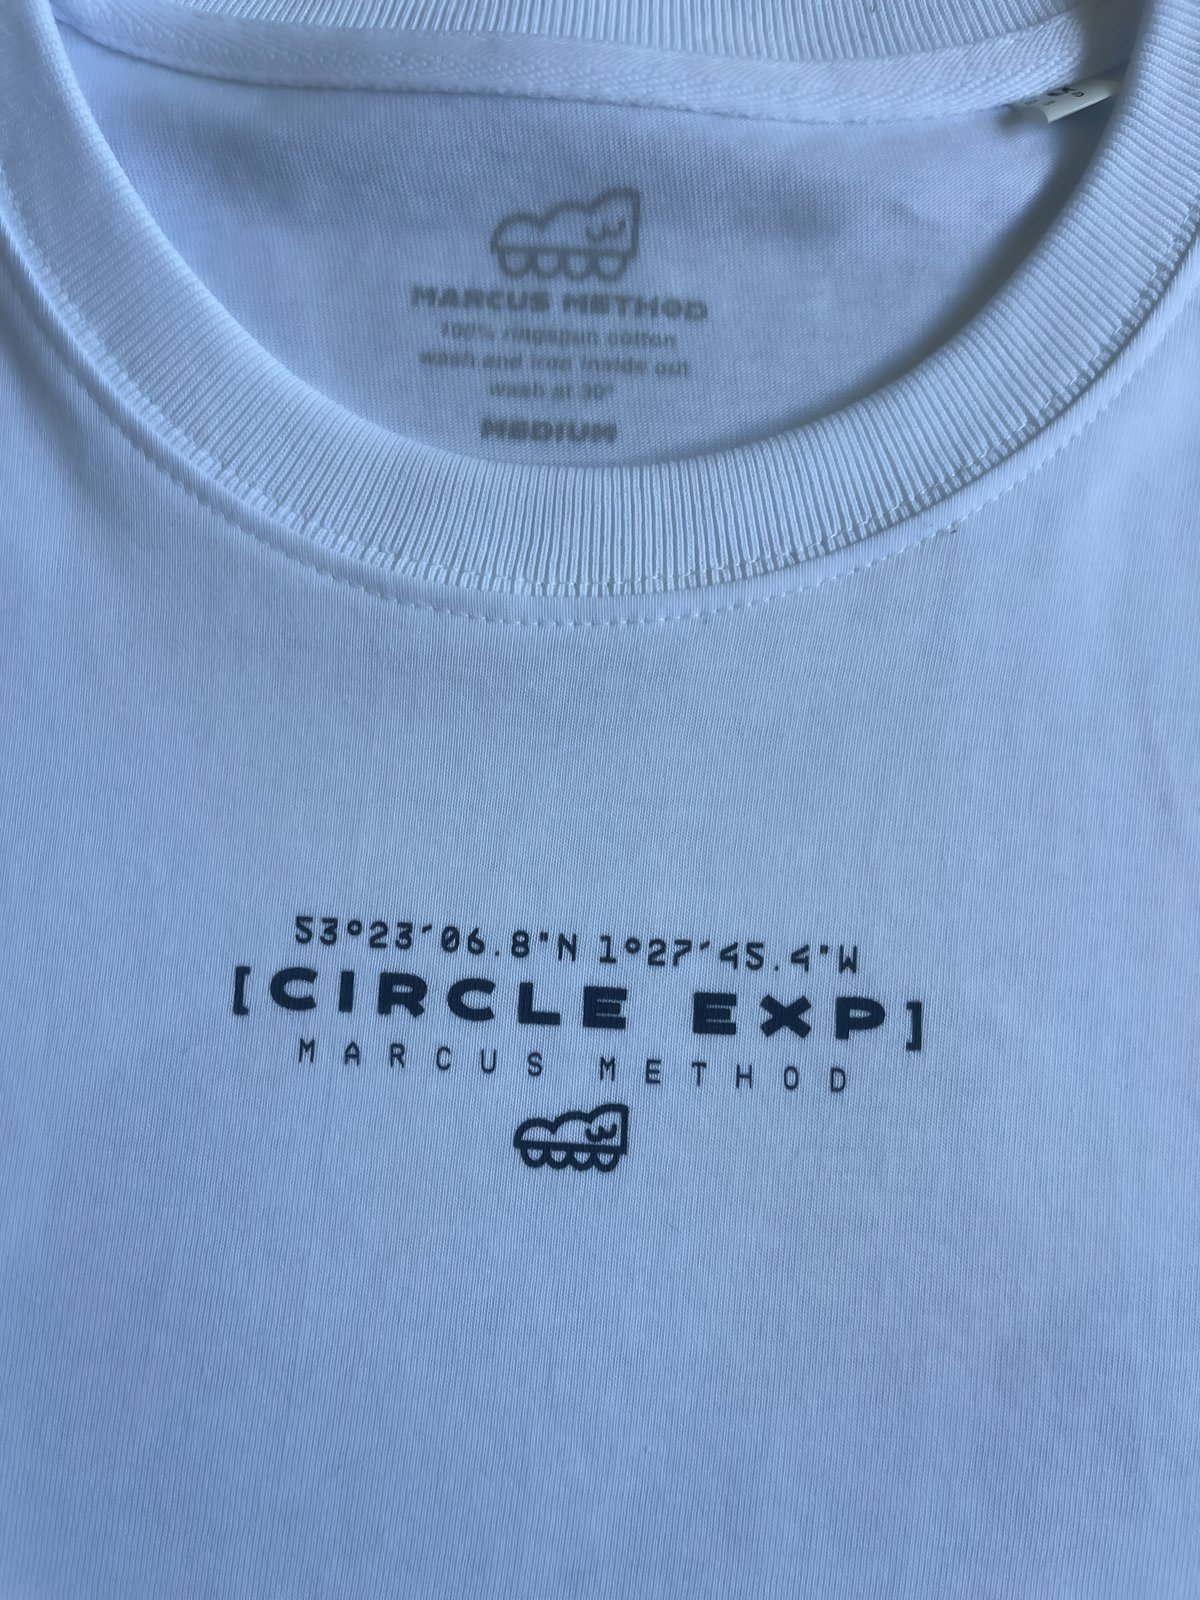 MARCUS METHOD
100% ringspun cotton
wash and iron inside out
wash at 30°
MEDIUM
53°23´06.8"N 1°27´45.4"W
[CIRCLE EXP]
MARCUS METHOD